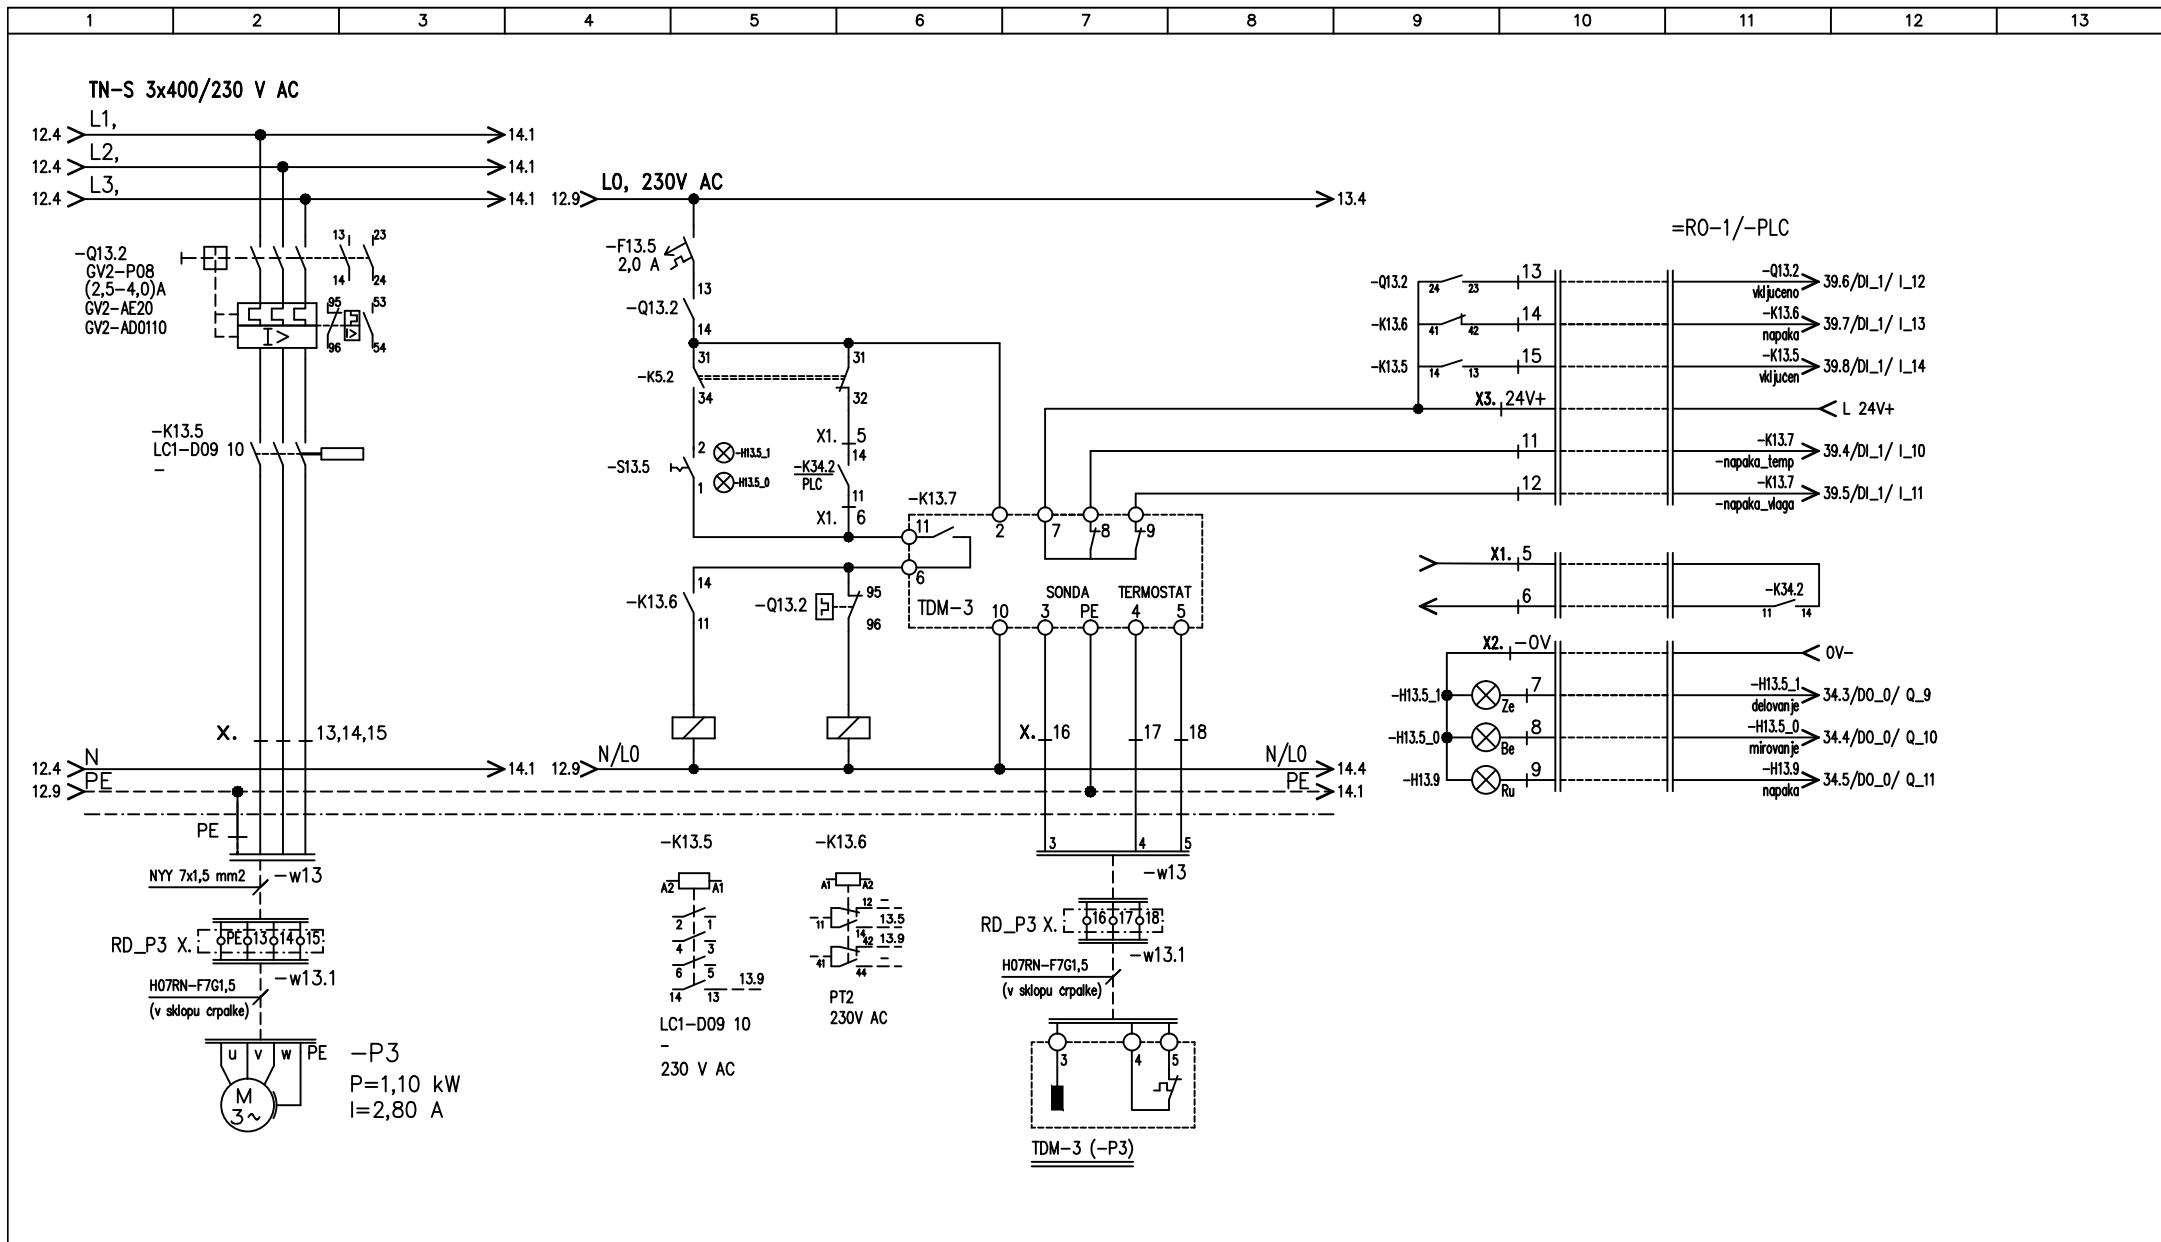 1 2 3 4 5 6 7 8 9 10 11 12 13
TN-S 3x400/230 V AC
12.4 L1, 14.1
12.4 L2, 14.1
12.4 L3, 14.1
12.9 L0, 230V AC 13.4
-Q13.2
GV2-P08
(2,5-4,0)A
GV2-AE20
GV2-AD0110
13 23
14 24
95 53
I>
I>
96 54
-K13.5
LC1-D09 10
-
X. 13,14,15
12.4 N 14.1
12.9 PE
PE
NYY 7x1,5 mm2
-w13
RD_P3 X. PE 13 14 15
-w13.1
H07RN-F7G1,5
(v sklopu črpalke)
u v w PE
M
3~
-P3
P=1,10 kW
I=2,80 A
-F13.5
2,0 A
13
-Q13.2
14
31 31
-K5.2
34 32
X1. 5
2 -H13.5_1 14
-S13.5 -K34.2
PLC
1 -H13.5_0 11
X1. 6
-K13.7
11 2 7 8 9
6
14 95
-K13.6 -Q13.2
11 96
TDM-3
SONDA TERMOSTAT
10 3 PE 4 5
X. 16 17 18
12.9 N/L0 N/L0 14.4
PE 14.1
-K13.5
A2 A1
2 1
4 3
6 5
14 13 13.9
LC1-D09 10
-
230 V AC
-K13.6
A1 A2
12 -
11 13.5
14
42 13.9
41 -
44
PT2
230V AC
3 4 5
-w13
RD_P3 X. 16 17 18
-w13.1
H07RN-F7G1,5
(v sklopu črpalke)
3 4 5
TDM-3 (-P3)
=RO-1/-PLC
-Q13.2 24 23 13 -Q13.2 39.6/DI_1/ I_12
vključeno
-K13.6 41 42 14 -K13.6 39.7/DI_1/ I_13
napaka
-K13.5 14 13 15 -K13.5 39.8/DI_1/ I_14
vključen
X3. 24V+ L 24V+
11 -K13.7 39.4/DI_1/ I_10
-napaka_temp
12 -K13.7 39.5/DI_1/ I_11
-napaka_vlaga
X1. 5
6 -K34.2
11 14
X2. -0V 0V-
-H13.5_1 Ze 7 -H13.5_1 34.3/DO_0/ Q_9
delovanje
-H13.5_0 Be 8 -H13.5_0 34.4/DO_0/ Q_10
mirovanje
-H13.9 Ru 9 -H13.9 34.5/DO_0/ Q_11
napaka